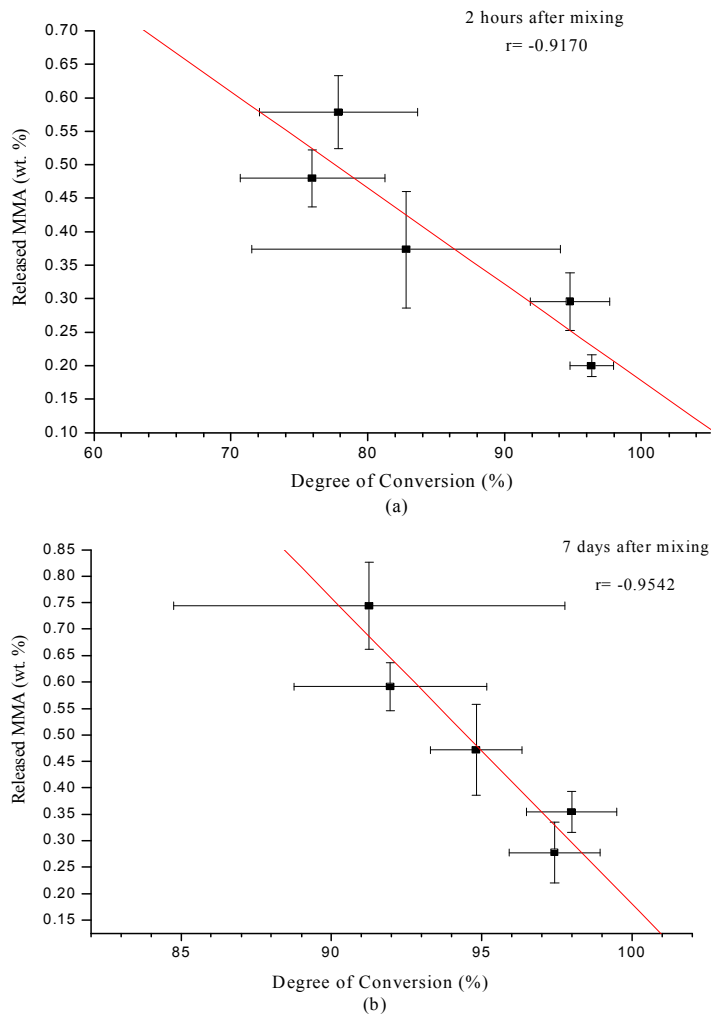 2 hours after mixing
r= -0.9170
0.70
0.65
0.60
0.55
0.50
0.45
0.40
0.35
0.30
0.25
0.20
0.15
0.10
Released MMA (wt. %)
60 70 80 90 100
Degree of Conversion (%)
(a)
7 days after mixing
r= -0.9542
0.85
0.80
0.75
0.70
0.65
0.60
0.55
0.50
0.45
0.40
0.35
0.30
0.25
0.20
0.15
Released MMA (wt. %)
85 90 95 100
Degree of Conversion (%)
(b)